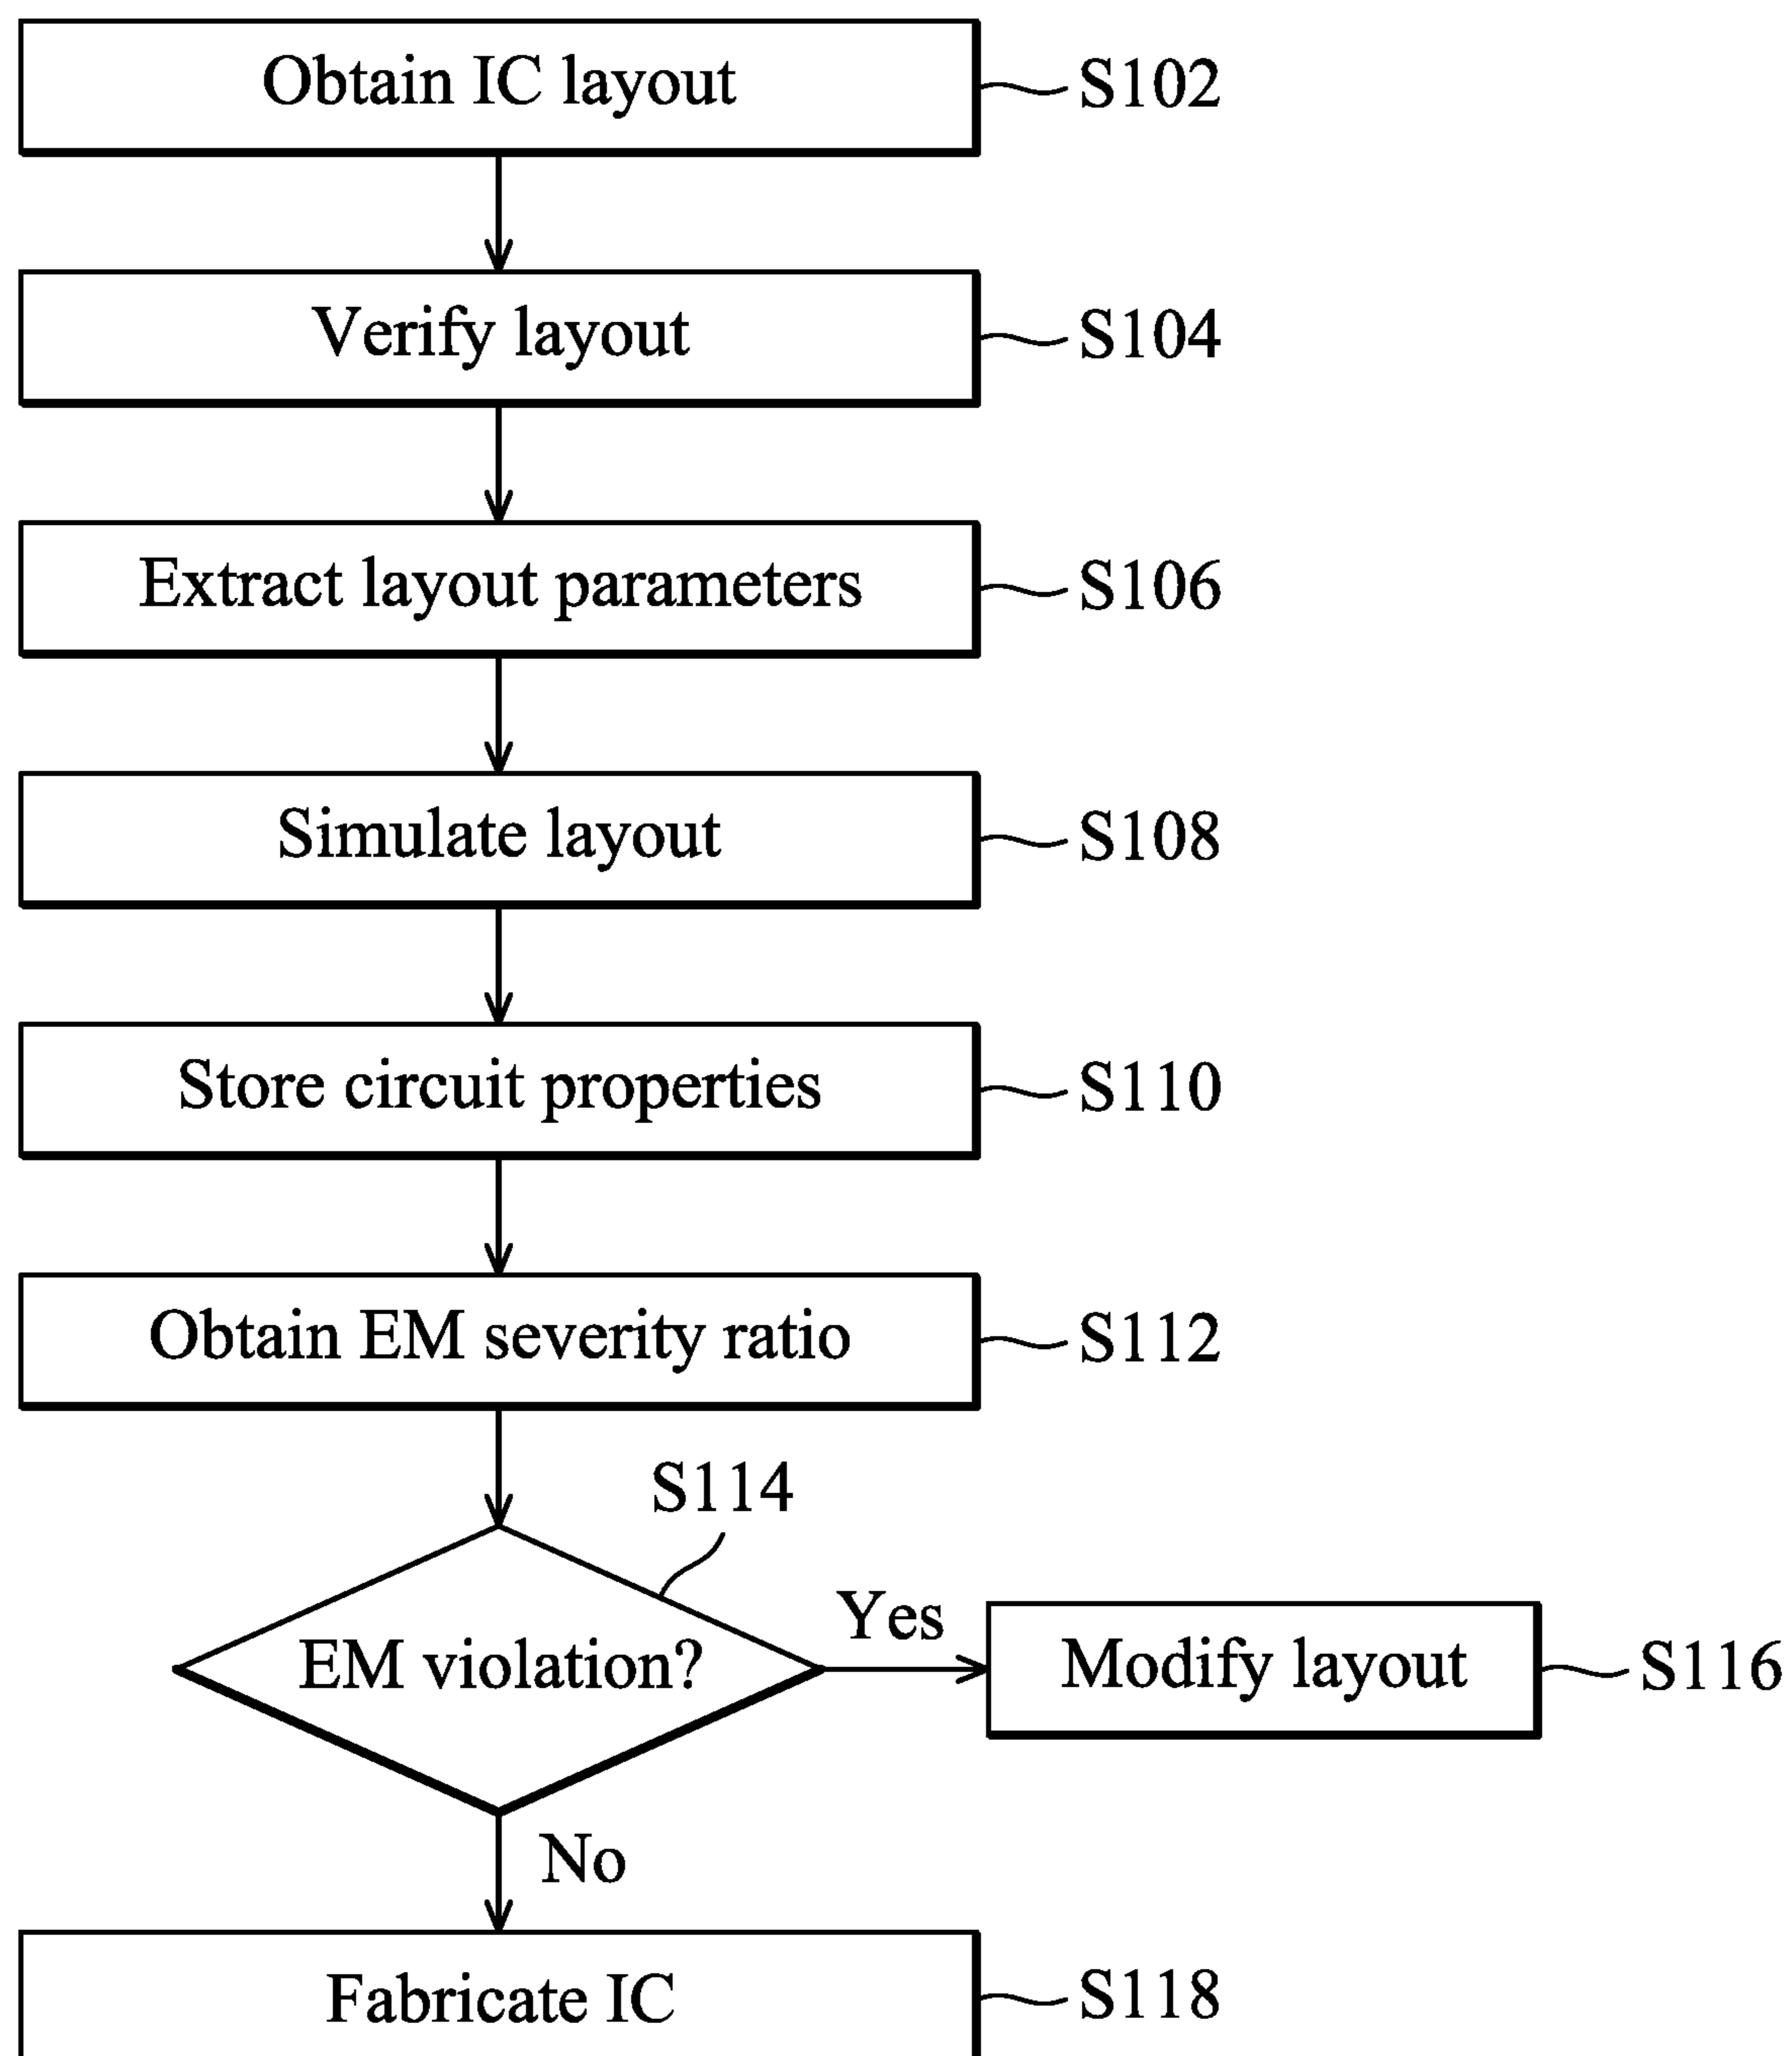 Obtain IC layout
S102
Verify layout
S104
Extract layout parameters
S106
Simulate layout
S108
Store circuit properties
S110
Obtain EM severity ratio
S112
S114
EM violation?
Yes
Modify layout
S116
No
Fabricate IC
S118